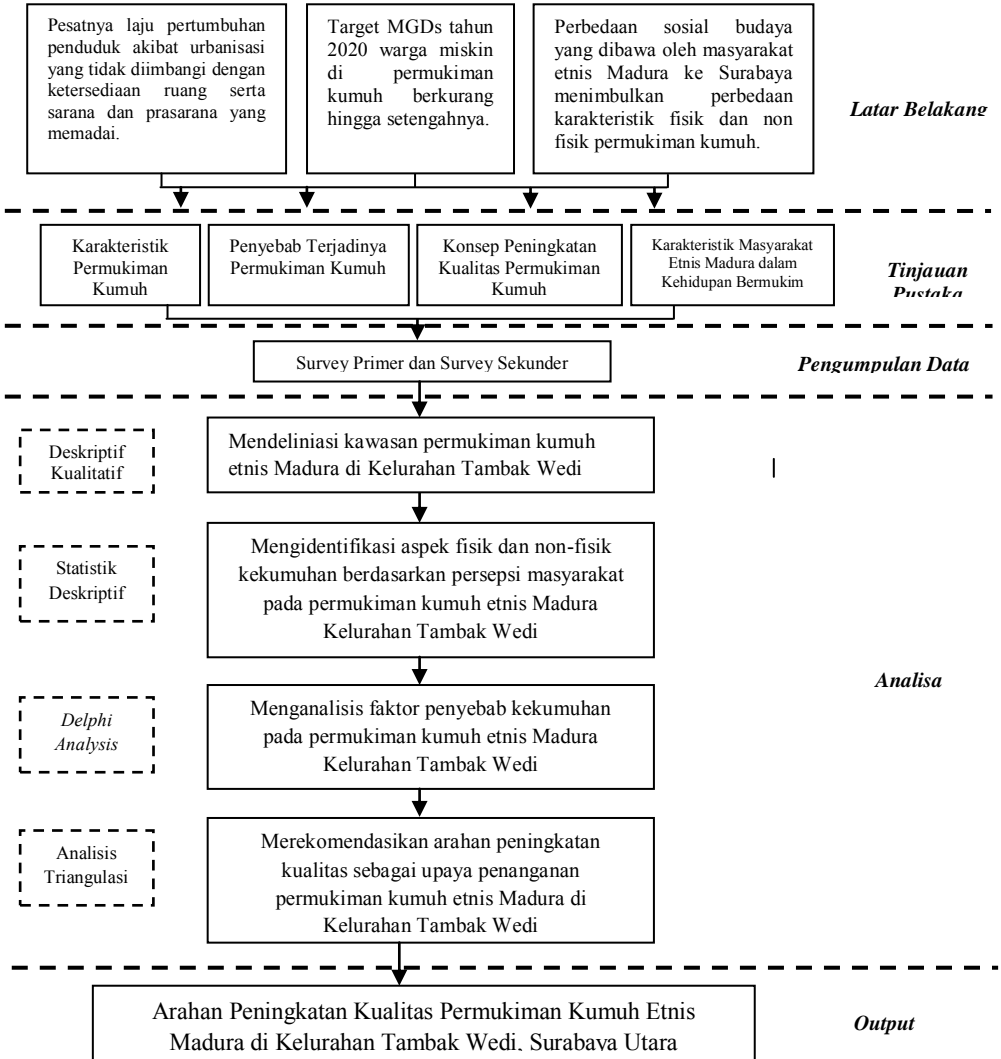 Pesatnya laju pertumbuhan
penduduk akibat urbanisasi
yang tidak diimbangi dengan
ketersediaan ruang serta
sarana dan prasarana yang
memadai.
Target MGDs tahun
2020 warga miskin
di permukiman
kumuh berkurang
hingga setengahnya.
Perbedaan sosial budaya
yang dibawa oleh masyarakat
etnis Madura ke Surabaya
menimbulkan perbedaan
karakteristik fisik dan non
fisik permukiman kumuh.
Latar Belakang
Karakteristik
Permukiman
Kumuh
Penyebab Terjadinya
Permukiman Kumuh
Konsep Peningkatan
Kualitas Permukiman
Kumuh
Karakteristik Masyarakat
Etnis Madura dalam
Kehidupan Bermukim
Tinjauan
Pustaka
Survey Primer dan Survey Sekunder
Pengumpulan Data
Deskriptif
Kualitatif
Mendeliniasi kawasan permukiman kumuh
etnis Madura di Kelurahan Tambak Wedi
Statistik
Deskriptif
Mengidentifikasi aspek fisik dan non-fisik
kekumuhan berdasarkan persepsi masyarakat
pada permukiman kumuh etnis Madura
Kelurahan Tambak Wedi
Analisa
Delphi
Analysis
Menganalisis faktor penyebab kekumuhan
pada permukiman kumuh etnis Madura
Kelurahan Tambak Wedi
Analisis
Triangulasi
Merekomendasikan arahan peningkatan
kualitas sebagai upaya penanganan
permukiman kumuh etnis Madura di
Kelurahan Tambak Wedi
Arahan Peningkatan Kualitas Permukiman Kumuh Etnis
Madura di Kelurahan Tambak Wedi, Surabaya Utara
Output